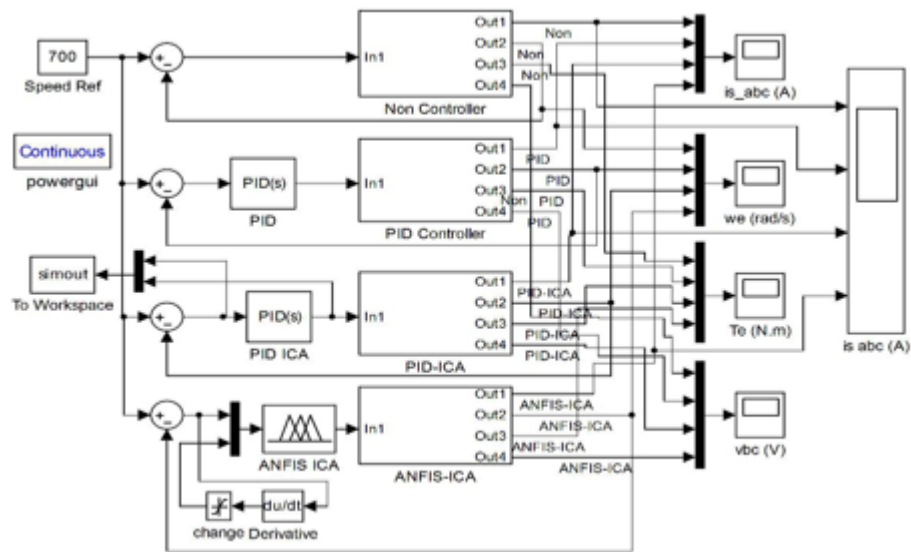 700
Speed Ref
Continuous
powergui
simout
To Workspace
In1
Out1
Out2
Out3
Out4
Non Controller
Non
Non
Non
PID(s)
PID
In1
Out1
Out2
Out3
Out4
PID Controller
PID
PID
Non
PID
PID(s)
PID ICA
In1
Out1
Out2
Out3
Out4
PID-ICA
PID-ICA
PID-ICA
PID-ICA
PID-ICA
ANFIS ICA
In1
Out1
Out2
Out3
Out4
ANFIS-ICA
ANFIS-ICA
ANFIS-ICA
ANFIS-ICA
ANFIS-ICA
change
du/dt
Derivative
is_abc (A)
we (rad/s)
Te (N.m)
vbc (V)
is abc (A)